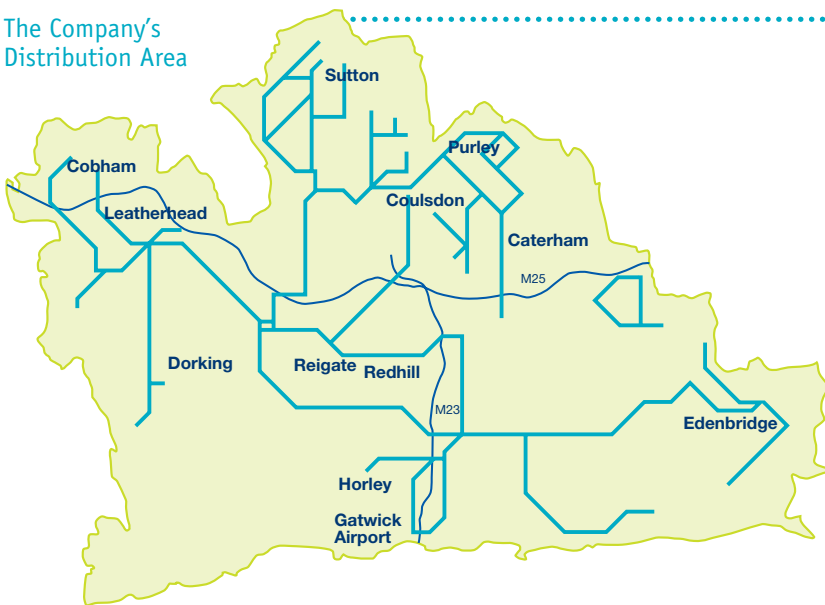 The Company's
Distribution Area
Sutton
Purley
Cobham
Coulsdon
Leatherhead
Caterham
M25
Dorking
Reigate
Redhill
M23
Edenbridge
Horley
Gatwick
Airport